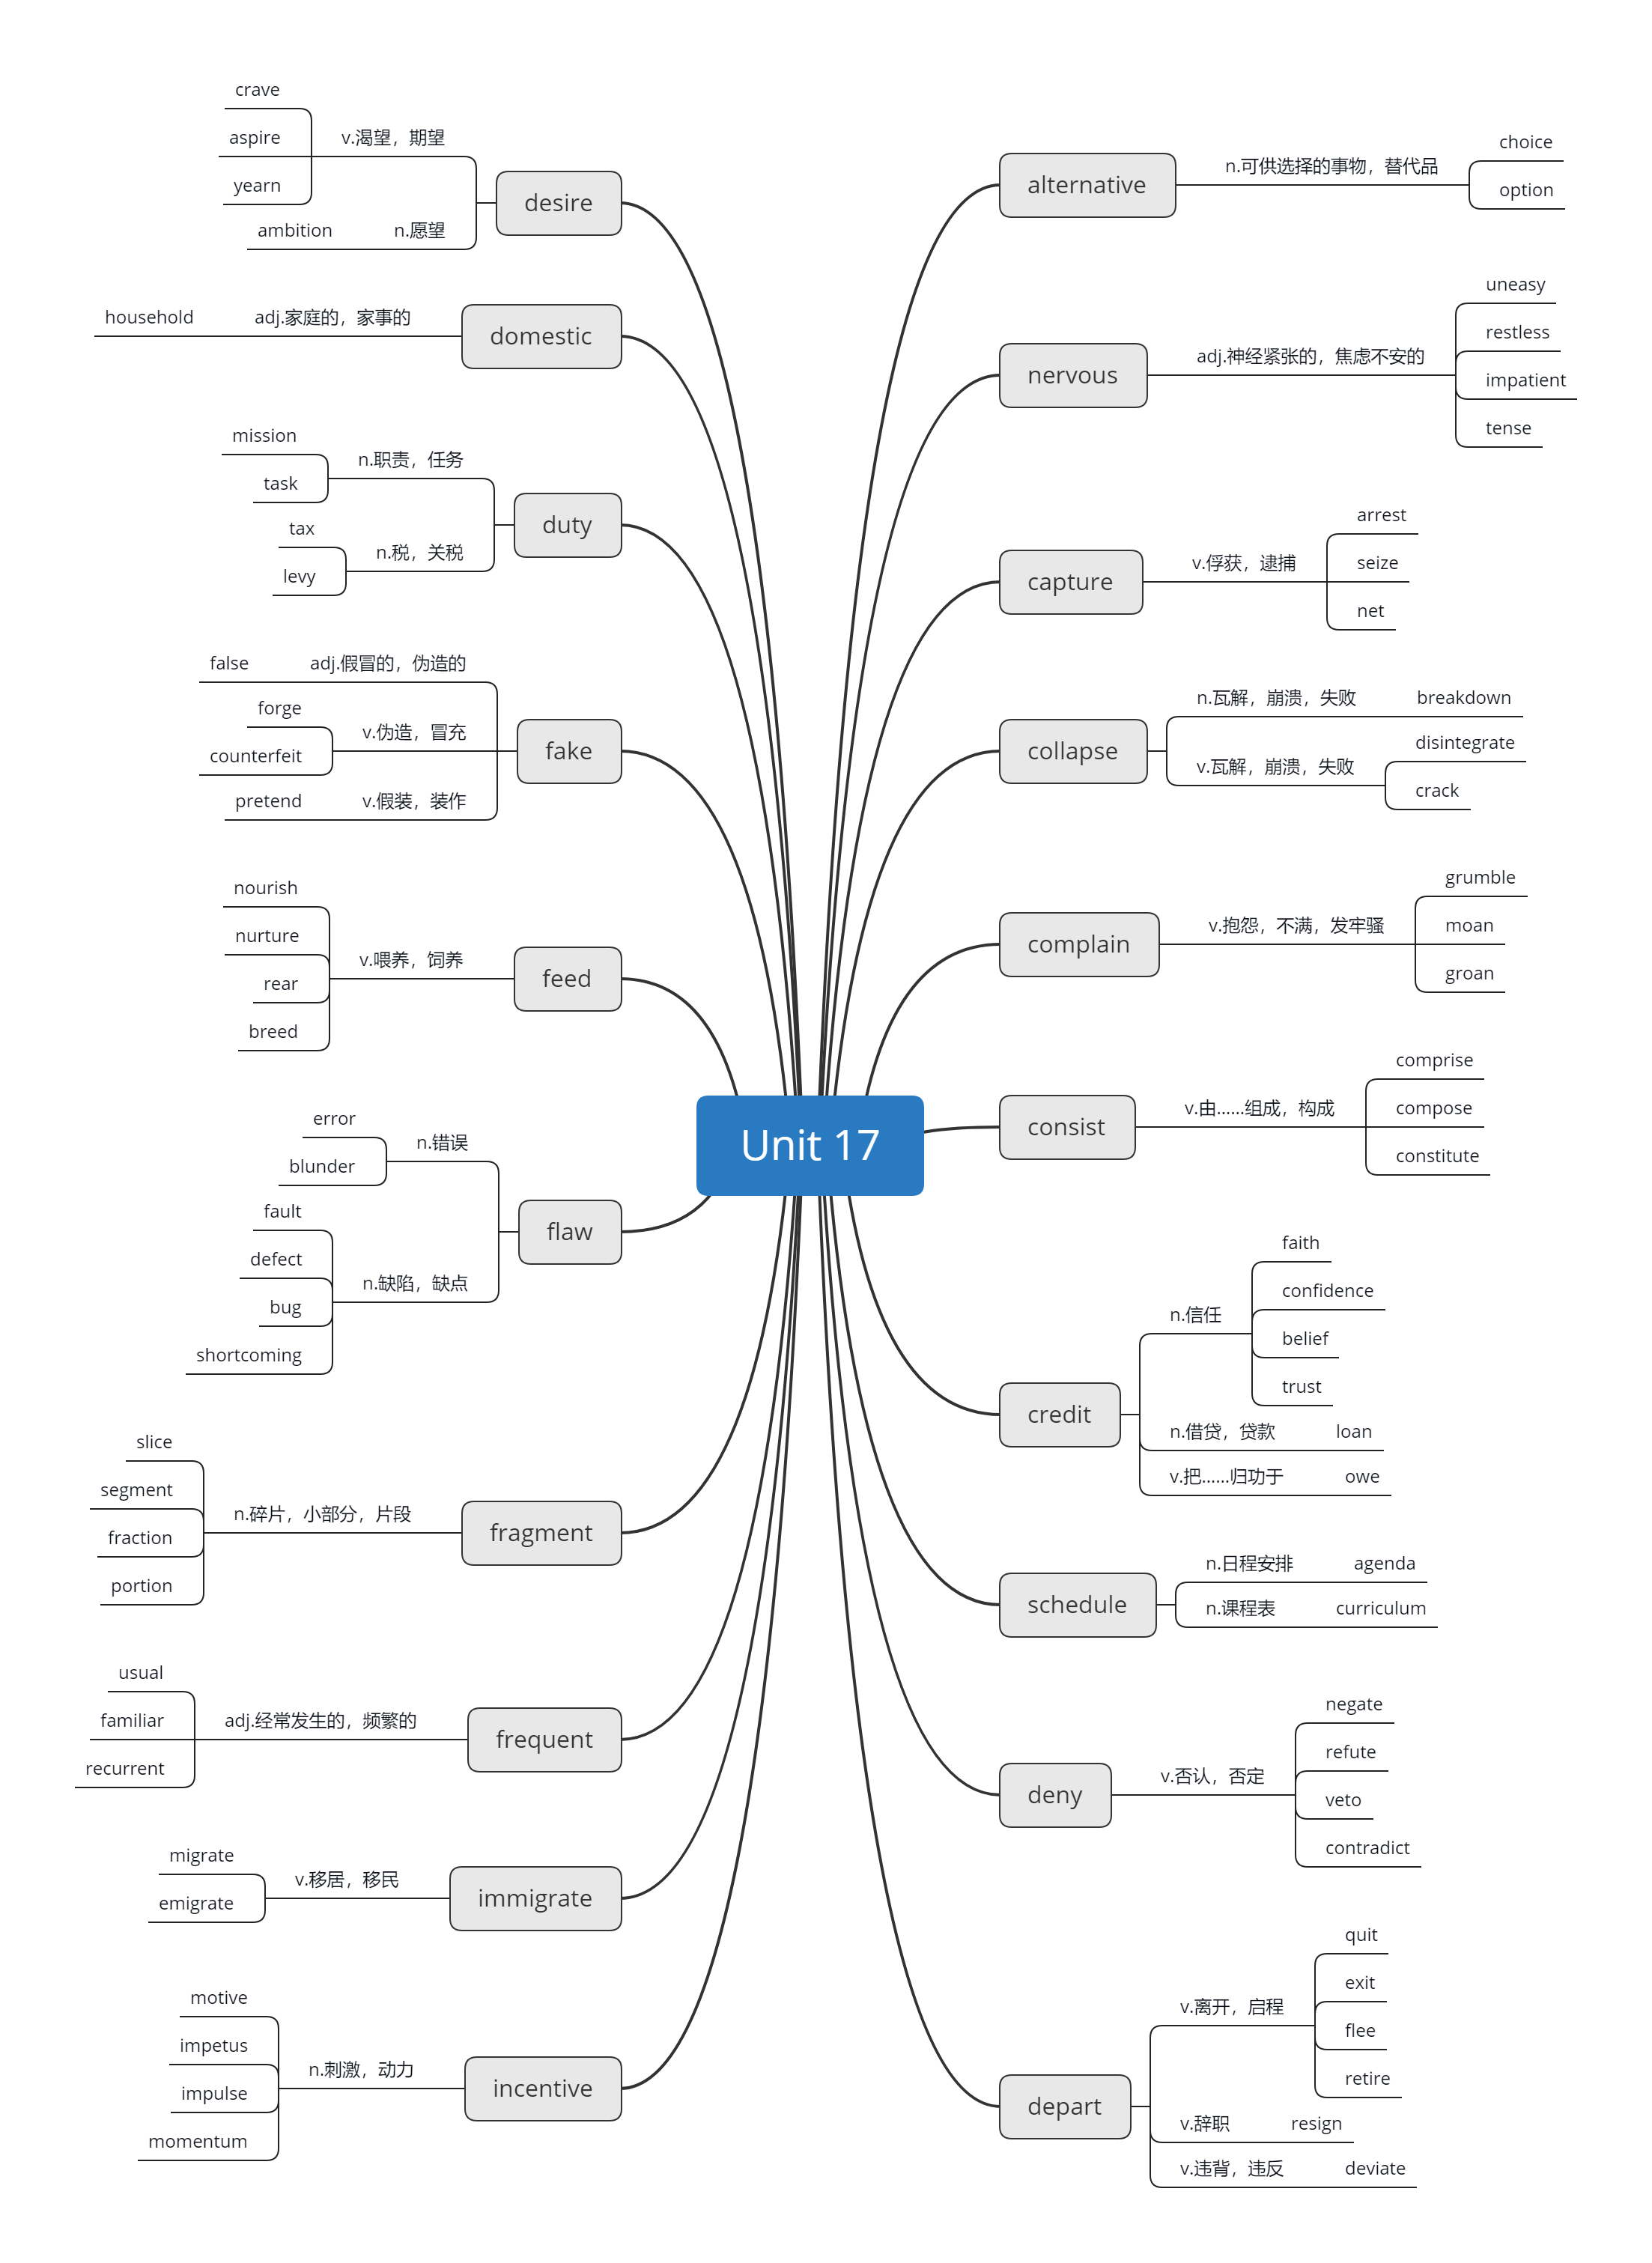 Unit 17
alternative
n.可供选择的事物，替代品
choice
option
nervous
adj.神经紧张的，焦虑不安的
uneasy
restless
impatient
tense
capture
v.俘获，逮捕
arrest
seize
net
collapse
n.瓦解，崩溃，失败
breakdown
v.瓦解，崩溃，失败
disintegrate
crack
complain
v.抱怨，不满，发牢骚
grumble
moan
groan
consist
v.由……组成，构成
comprise
compose
constitute
credit
n.信任
faith
confidence
belief
trust
n.借贷，贷款
loan
v.把……归功于
owe
schedule
n.日程安排
agenda
n.课程表
curriculum
deny
v.否认，否定
negate
refute
veto
contradict
depart
v.离开，启程
quit
exit
flee
retire
v.辞职
resign
v.违背，违反
deviate
desire
v.渴望，期望
crave
aspire
yearn
n.愿望
ambition
domestic
adj.家庭的，家事的
household
duty
n.职责，任务
mission
task
n.税，关税
tax
levy
fake
adj.假冒的，伪造的
false
v.伪造，冒充
forge
counterfeit
v.假装，装作
pretend
feed
v.喂养，饲养
nourish
nurture
rear
breed
flaw
n.错误
error
blunder
n.缺陷，缺点
fault
defect
bug
shortcoming
fragment
n.碎片，小部分，片段
slice
segment
fraction
portion
frequent
adj.经常发生的，频繁的
usual
familiar
recurrent
immigrate
v.移居，移民
migrate
emigrate
incentive
n.刺激，动力
motive
impetus
impulse
momentum